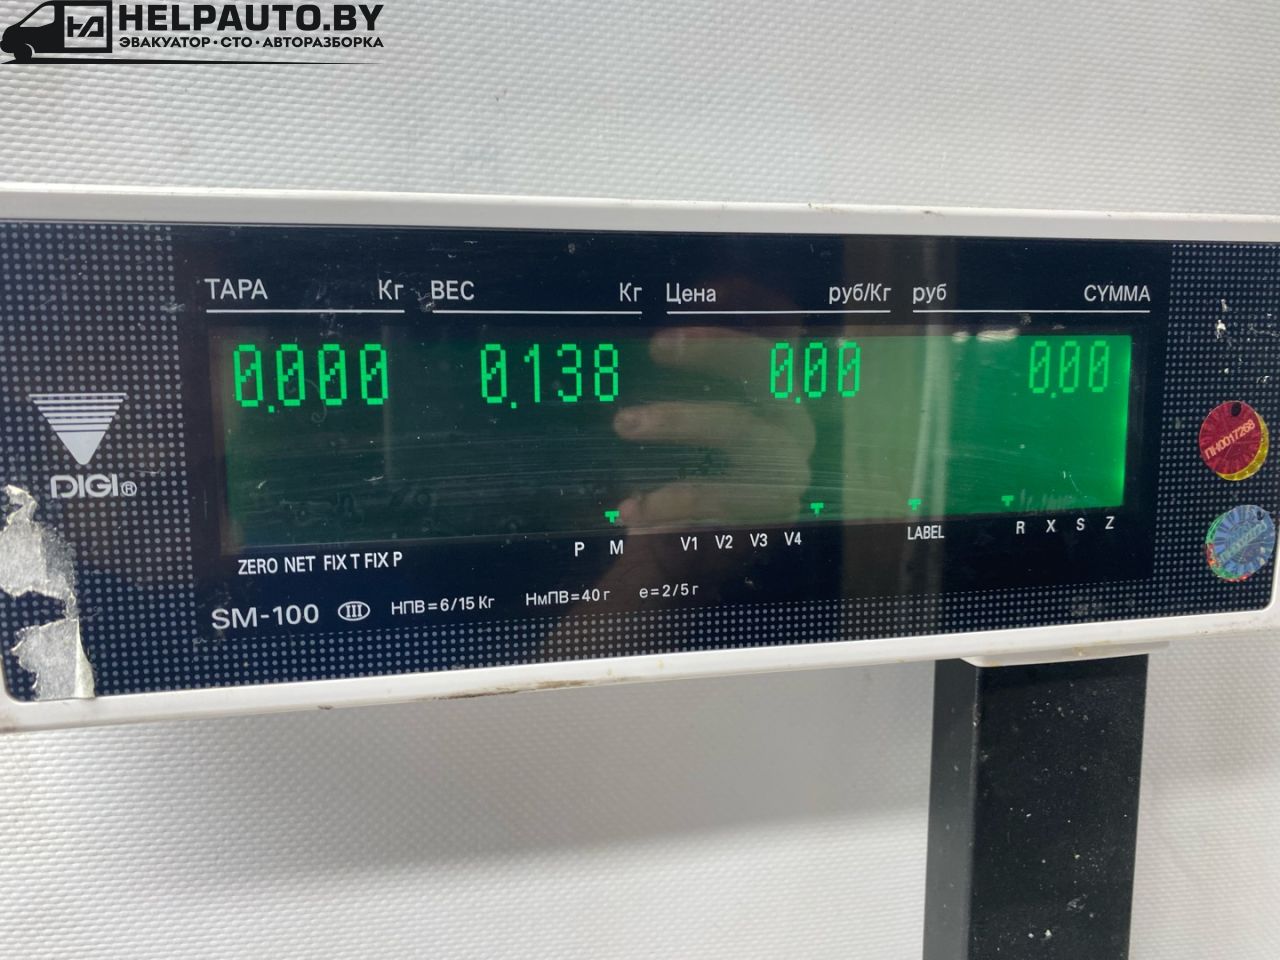 HELPAUTO.BY
ЭВАКУАТОР·СТО·АВТОРАЗБОРКА
ТАРА Кг ВЕС Кг Цена руб/Кг руб СУММА
0.000 0.138 0.00 0.00
ZERO NET FIX T FIX P P M V1 V2 V3 V4 LABEL R X S Z
DIGI®
SM-100 III НПВ=6/15 Кг НмПВ=40 г e=2/5 г
ПН0017268